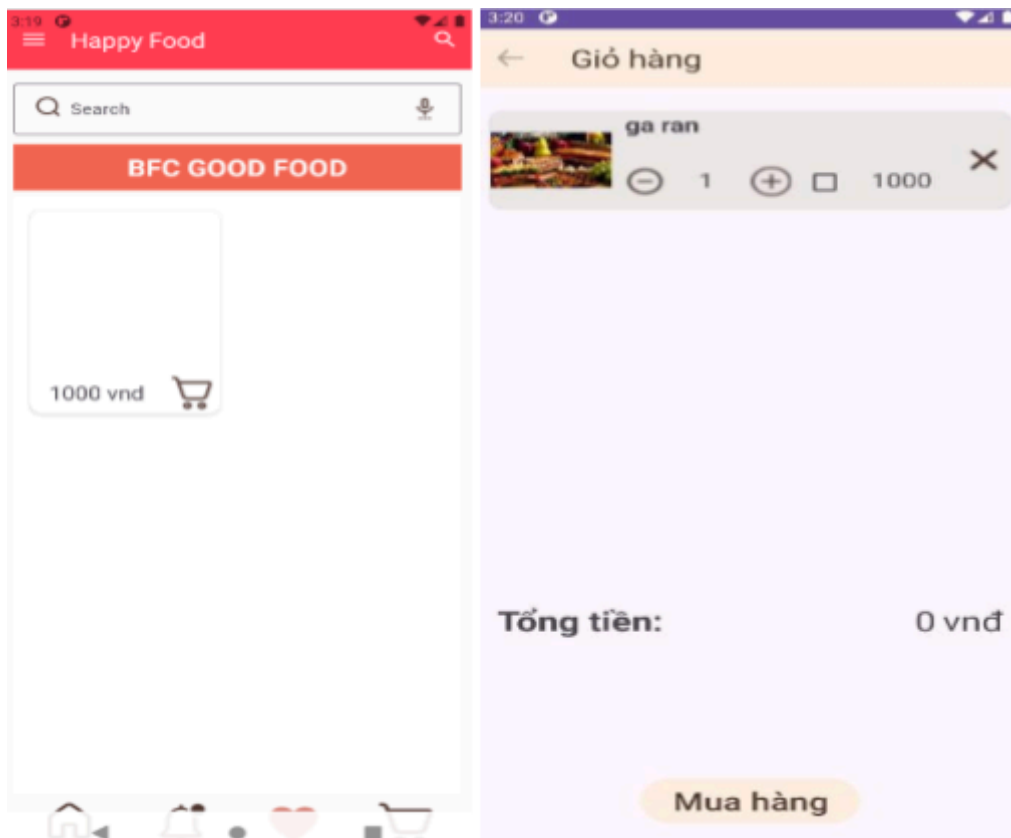 3:19
Happy Food
Search
BFC GOOD FOOD
1000 vnd
3:20
Giỏ hàng
ga ran
1
1000
Tổng tiền:
0 vnđ
Mua hàng